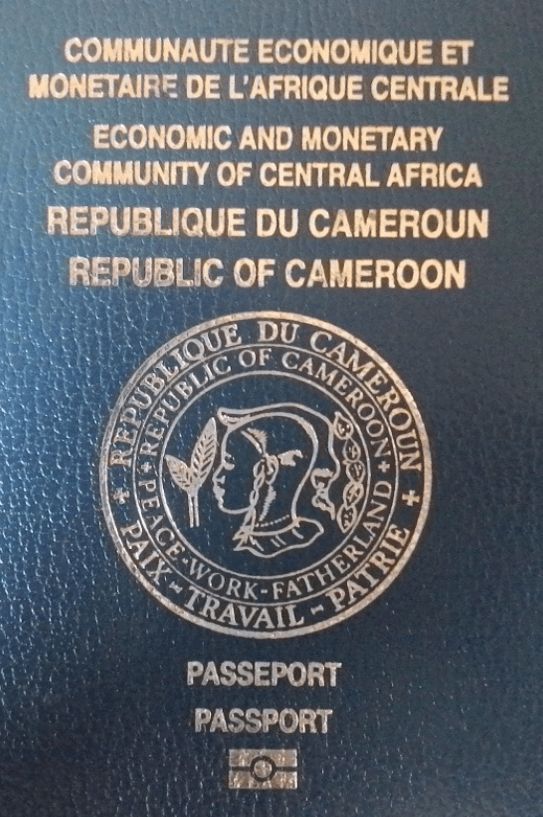 COMMUNAUTE ECONOMIQUE ET
MONETAIRE DE L'AFRIQUE CENTRALE
ECONOMIC AND MONETARY
COMMUNITY OF CENTRAL AFRICA
REPUBLIQUE DU CAMEROUN
REPUBLIC OF CAMEROON
REPUBLIQUE DU CAMEROUN
REPUBLIC OF CAMEROON
PEACE-WORK-FATHERLAND
PAIX - TRAVAIL - PATRIE
PASSEPORT
PASSPORT